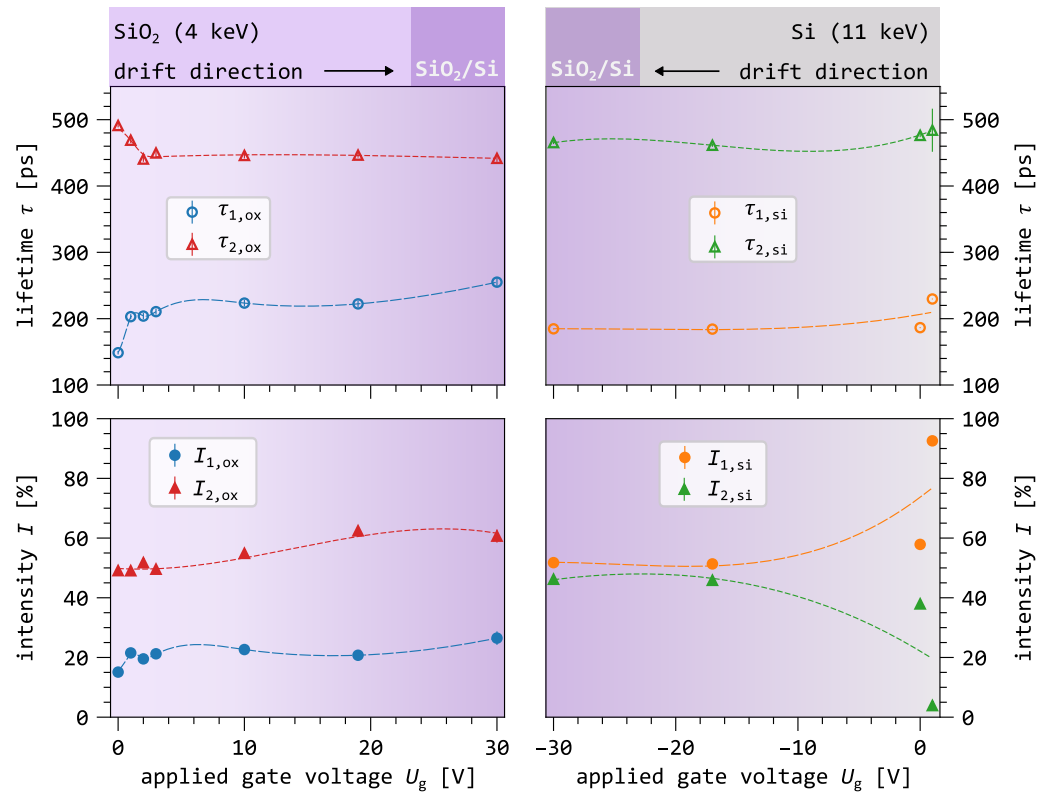 SiO₂ (4 keV)
drift direction
SiO₂/Si
Si (11 keV)
SiO₂/Si
drift direction
lifetime τ [ps]
500
400
300
200
100
τ₁,ox
τ₂,ox
τ₁,si
τ₂,si
500
400
300
200
100
lifetime τ [ps]
intensity I [%]
100
80
60
40
20
0
I₁,ox
I₂,ox
0 10 20 30
applied gate voltage Ug [V]
I₁,si
I₂,si
100
80
60
40
20
0
intensity I [%]
−30 −20 −10 0
applied gate voltage Ug [V]